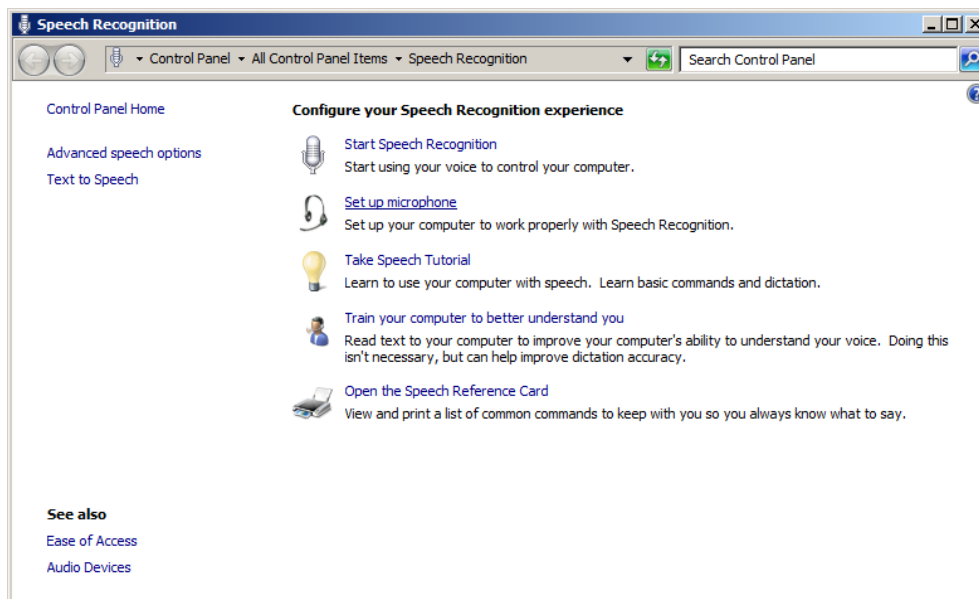 Speech Recognition
Control Panel All Control Panel Items Speech Recognition
Search Control Panel
Control Panel Home
Advanced speech options
Text to Speech
Configure your Speech Recognition experience
Start Speech Recognition
Start using your voice to control your computer.
Set up microphone
Set up your computer to work properly with Speech Recognition.
Take Speech Tutorial
Learn to use your computer with speech. Learn basic commands and dictation.
Train your computer to better understand you
Read text to your computer to improve your computer's ability to understand your voice. Doing this
isn't necessary, but can help improve dictation accuracy.
Open the Speech Reference Card
View and print a list of common commands to keep with you so you always know what to say.
See also
Ease of Access
Audio Devices